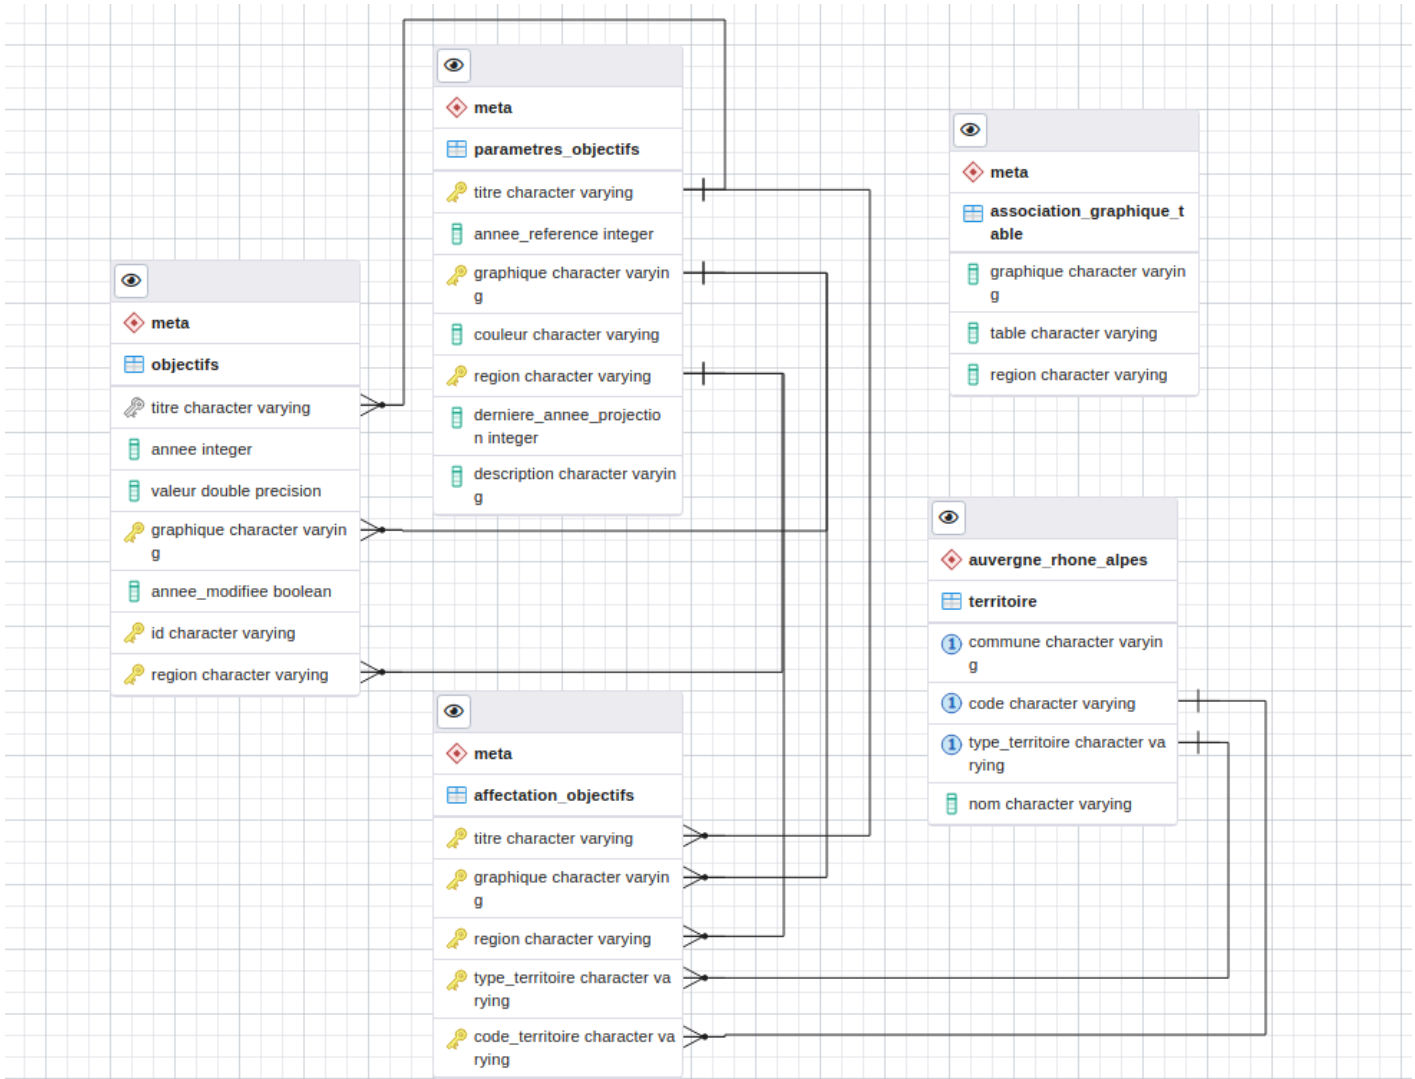 meta
parametres_objectifs
titre character varying
annee_reference integer
graphique character varyin
g
couleur character varying
region character varying
derniere_annee_projectio
n integer
description character varyin
g
meta
association_graphique_t
able
graphique character varyin
g
table character varying
region character varying
meta
objectifs
titre character varying
annee integer
valeur double precision
graphique character varyin
g
annee_modifiee boolean
id character varying
region character varying
auvergne_rhone_alpes
territoire
1 commune character varyin
g
1 code character varying
1 type_territoire character va
rying
nom character varying
meta
affectation_objectifs
titre character varying
graphique character varyin
g
region character varying
type_territoire character va
rying
code_territoire character va
rying